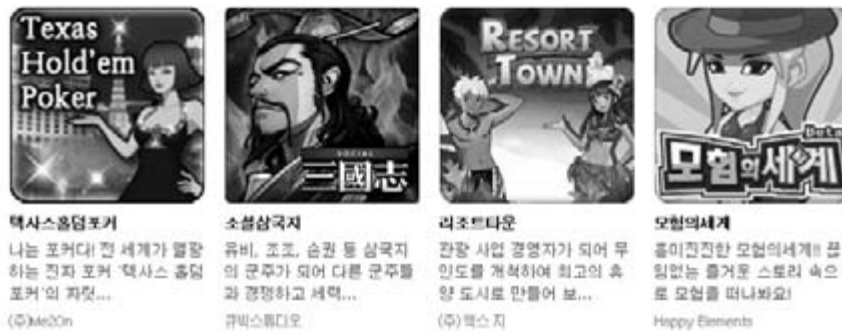 Texas
Hold'em
Poker
SOCIAL
三國志
RESORT
TOWN
Beta
모험의세계
텍사스홀덤포커
나는 포커다! 전 세계가 열광
하는 진짜 포커 '텍사스 홀덤
포커'의 짜릿...
(주)Me2On
소셜삼국지
유비, 조조, 손권 등 삼국지
의 군주가 되어 다른 군주들
과 경쟁하고 세력...
큐빅스튜디오
리조트타운
관광 사업 경영자가 되어 무
인도를 개척하여 최고의 휴
양 도시로 만들어 보...
(주) 엑스 지
모험의세계
흥미진진한 모험의세계!! 끊
임없는 즐거운 스토리 속으
로 모험을 떠나봐요!
Happy Elements